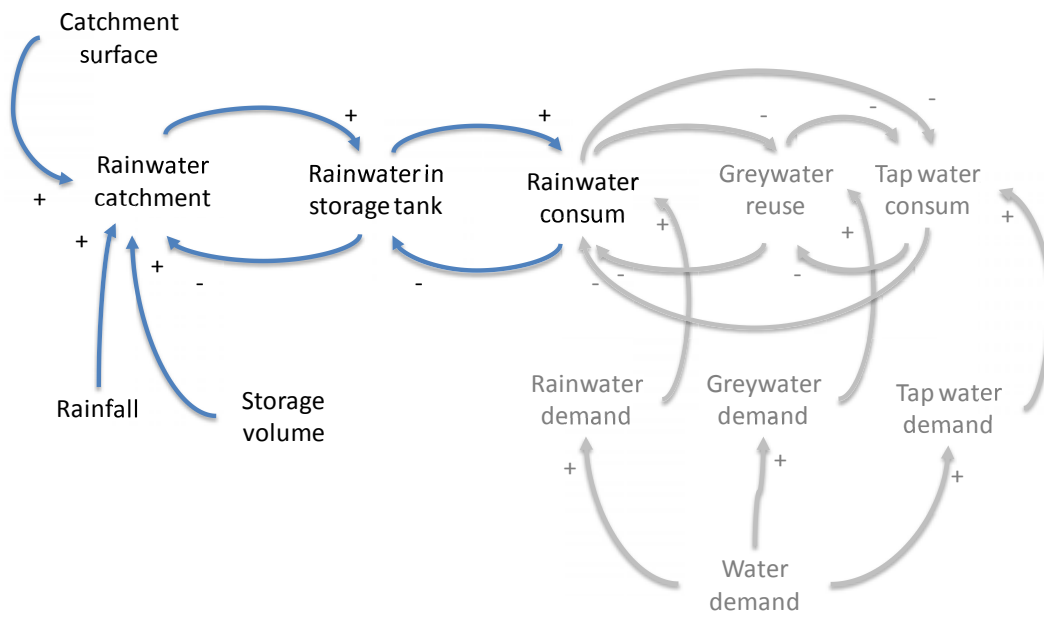 Catchment
surface
+
Rainwater
catchment
+
+
-
Rainfall
Storage
volume
+
Rainwater in
storage tank
-
+
Rainwater
consum
-
Greywater
reuse
-
-
Tap water
consum
+
-
-
+
-
+
Rainwater
demand
Greywater
demand
Tap water
demand
+
+
+
Water
demand